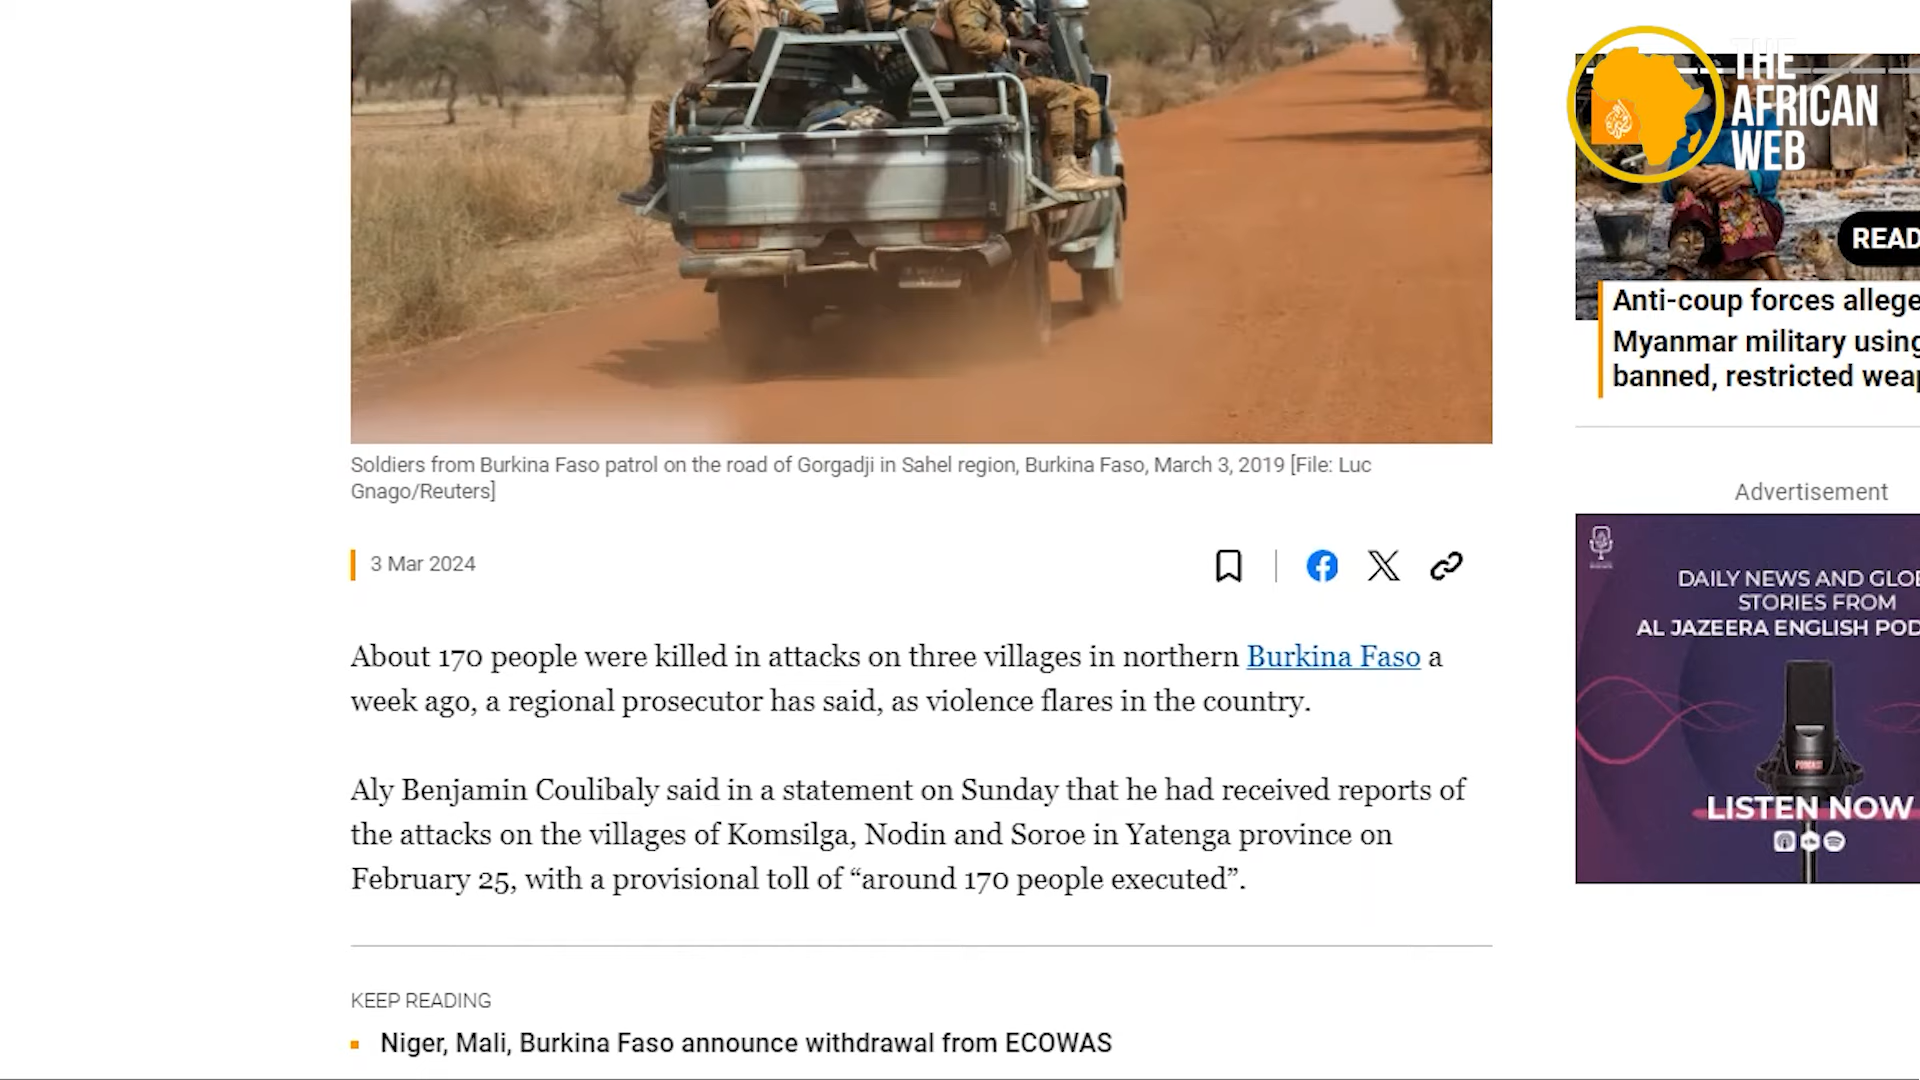 THE
AFRICAN
WEB
READ
Anti-coup forces allege
Myanmar military using
banned, restricted
Soldiers from Burkina Faso patrol on the road of Gorgadji in Sahel region, Burkina Faso, March 3, 2019 [File: Luc
Gnago/Reuters]
Advertisement
3 Mar 2024
DAILY NEWS AND
STORIES FROM
AL JAZEERA ENGLISH
PODCAST
LISTEN NOW
About 170 people were killed in attacks on three villages in northern Burkina Faso a
week ago, a regional prosecutor has said, as violence flares in the country.
Aly Benjamin Coulibaly said in a statement on Sunday that he had received reports of
the attacks on the villages of Komsilga, Nodin and Soroe in Yatenga province on
February 25, with a provisional toll of “around 170 people executed”.
KEEP READING
Niger, Mali, Burkina Faso announce withdrawal from ECOWAS